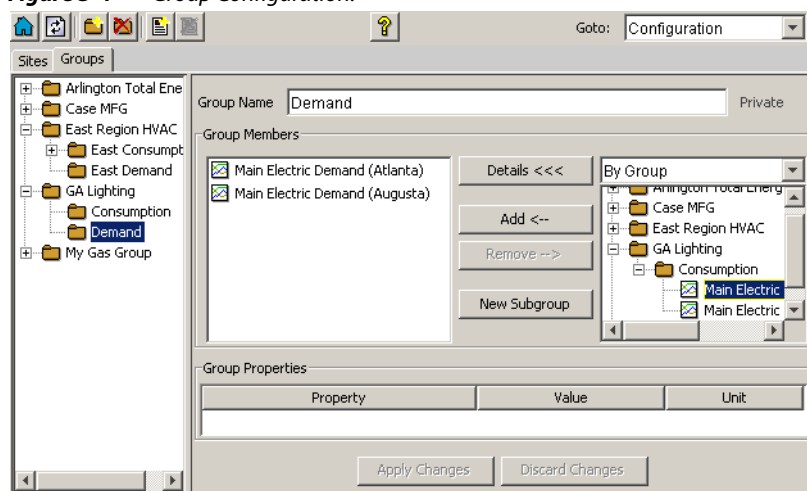 Goto: Configuration
Sites Groups
Arlington Total Ene
Case MFG
East Region HVAC
East Consumpt
East Demand
GA Lighting
Consumption
Demand
My Gas Group
Group Name Demand Private
Group Members
Main Electric Demand (Atlanta)
Main Electric Demand (Augusta)
Details <<<
Add <--
Remove -->
New Subgroup
By Group
Arlington Total Energ
Case MFG
East Region HVAC
GA Lighting
Consumption
Main Electric
Main Electric
Group Properties
Property Value Unit
Apply Changes Discard Changes